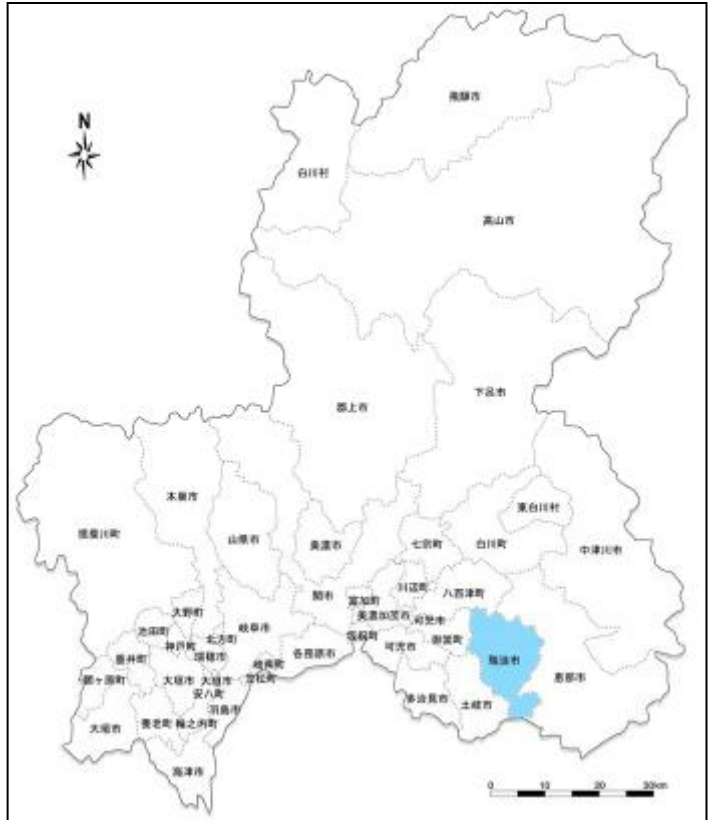 飛騨市
N
白川村
高山市
郡上市
下呂市
本巣市
東白川村
揖斐川町
山県市
美濃市
七宗町
白川町
中津川市
関市
川辺町
八百津町
富加町
大野町
美濃加茂市
可児市
岐阜市
池田町
北方町
坂祝町
御嵩町
神戸町
瑞穂市
各務原市
可児市
瑞浪市
垂井町
岐南町
恵那市
関ヶ原町
大垣市
大垣市
笠松町
安八町
多治見市
土岐市
羽島市
大垣市
養老町
輪之内町
海津市
0 10 20 30km